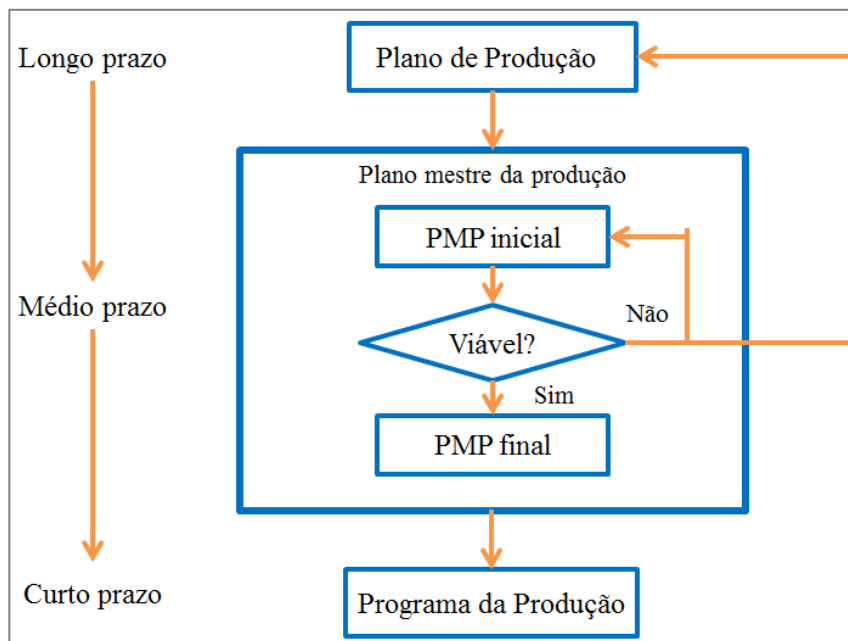 Longo prazo
Plano de Produção
Plano mestre da produção
PMP inicial
Médio prazo
Não
Viável?
Sim
PMP final
Curto prazo
Programa da Produção